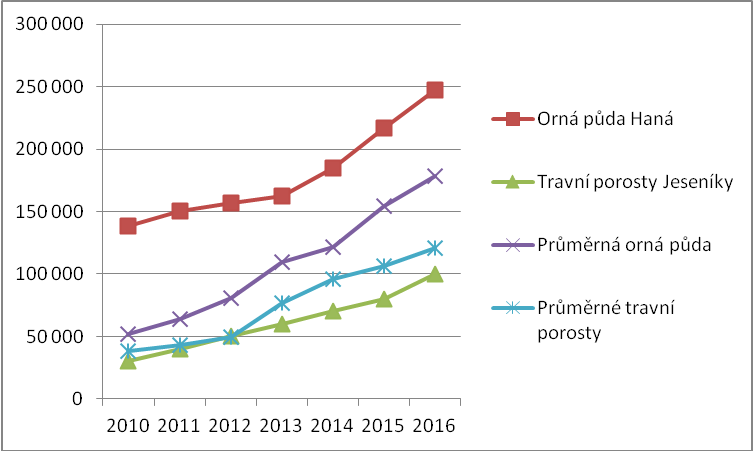 300 000
250 000
200 000
150 000
100 000
50 000
0
2010 2011 2012 2013 2014 2015 2016
Orná půda Haná
Travní porosty Jeseníky
Průměrná orná půda
Průměrné travní
porosty